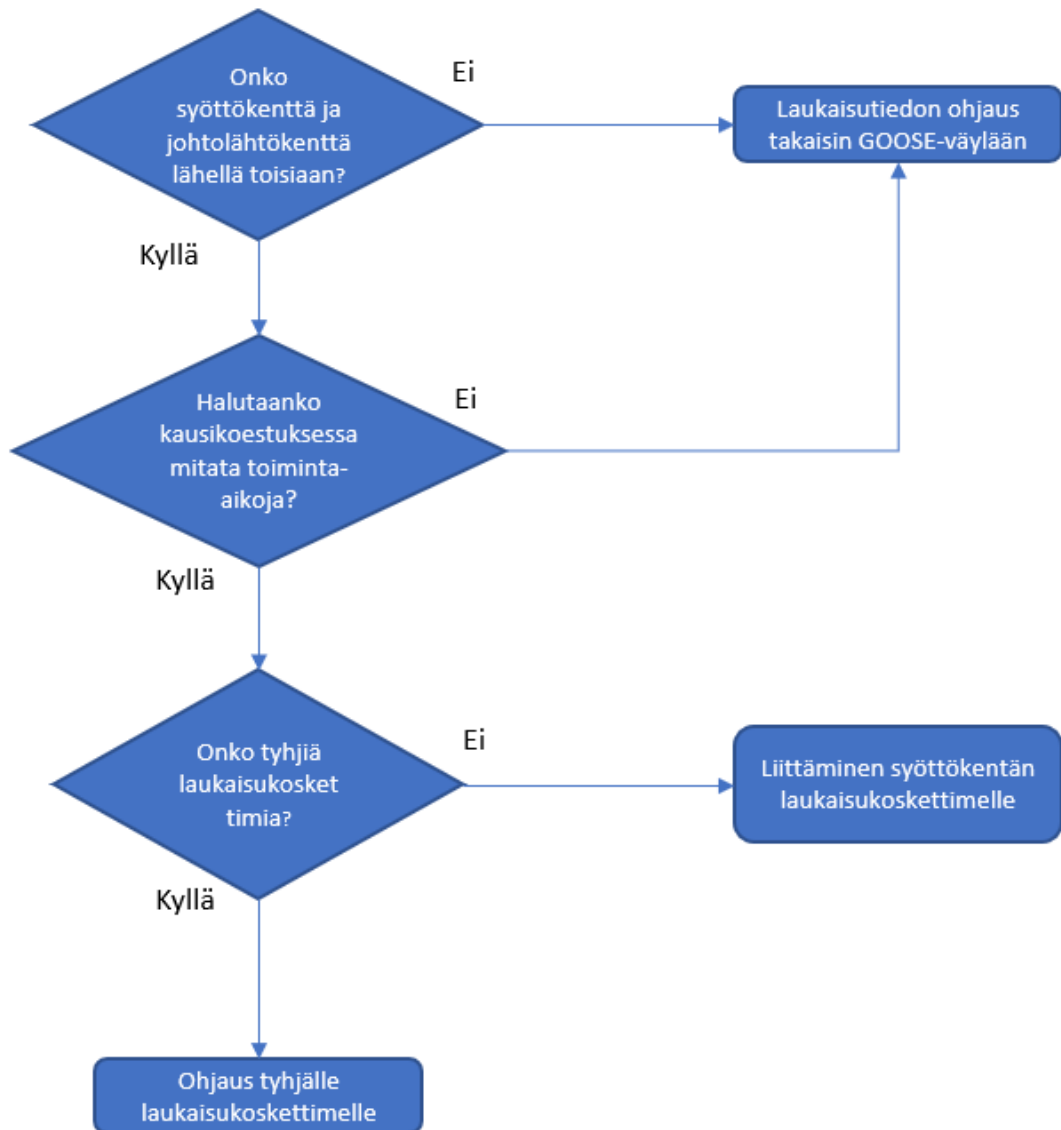 Onko
syöttökenttä ja
johtolähtökenttä
lähellä toisiaan?
Ei
Laukaisutiedon ohjaus
takaisin GOOSE-väylään
Kyllä
Halutaanko
kausikoestuksessa
mitata toiminta-
aikoja?
Ei
Kyllä
Onko tyhjiä
laukaisukosket
timia?
Ei
Liittäminen syöttökentän
laukaisukoskettimelle
Kyllä
Ohjaus tyhjälle
laukaisukoskettimelle